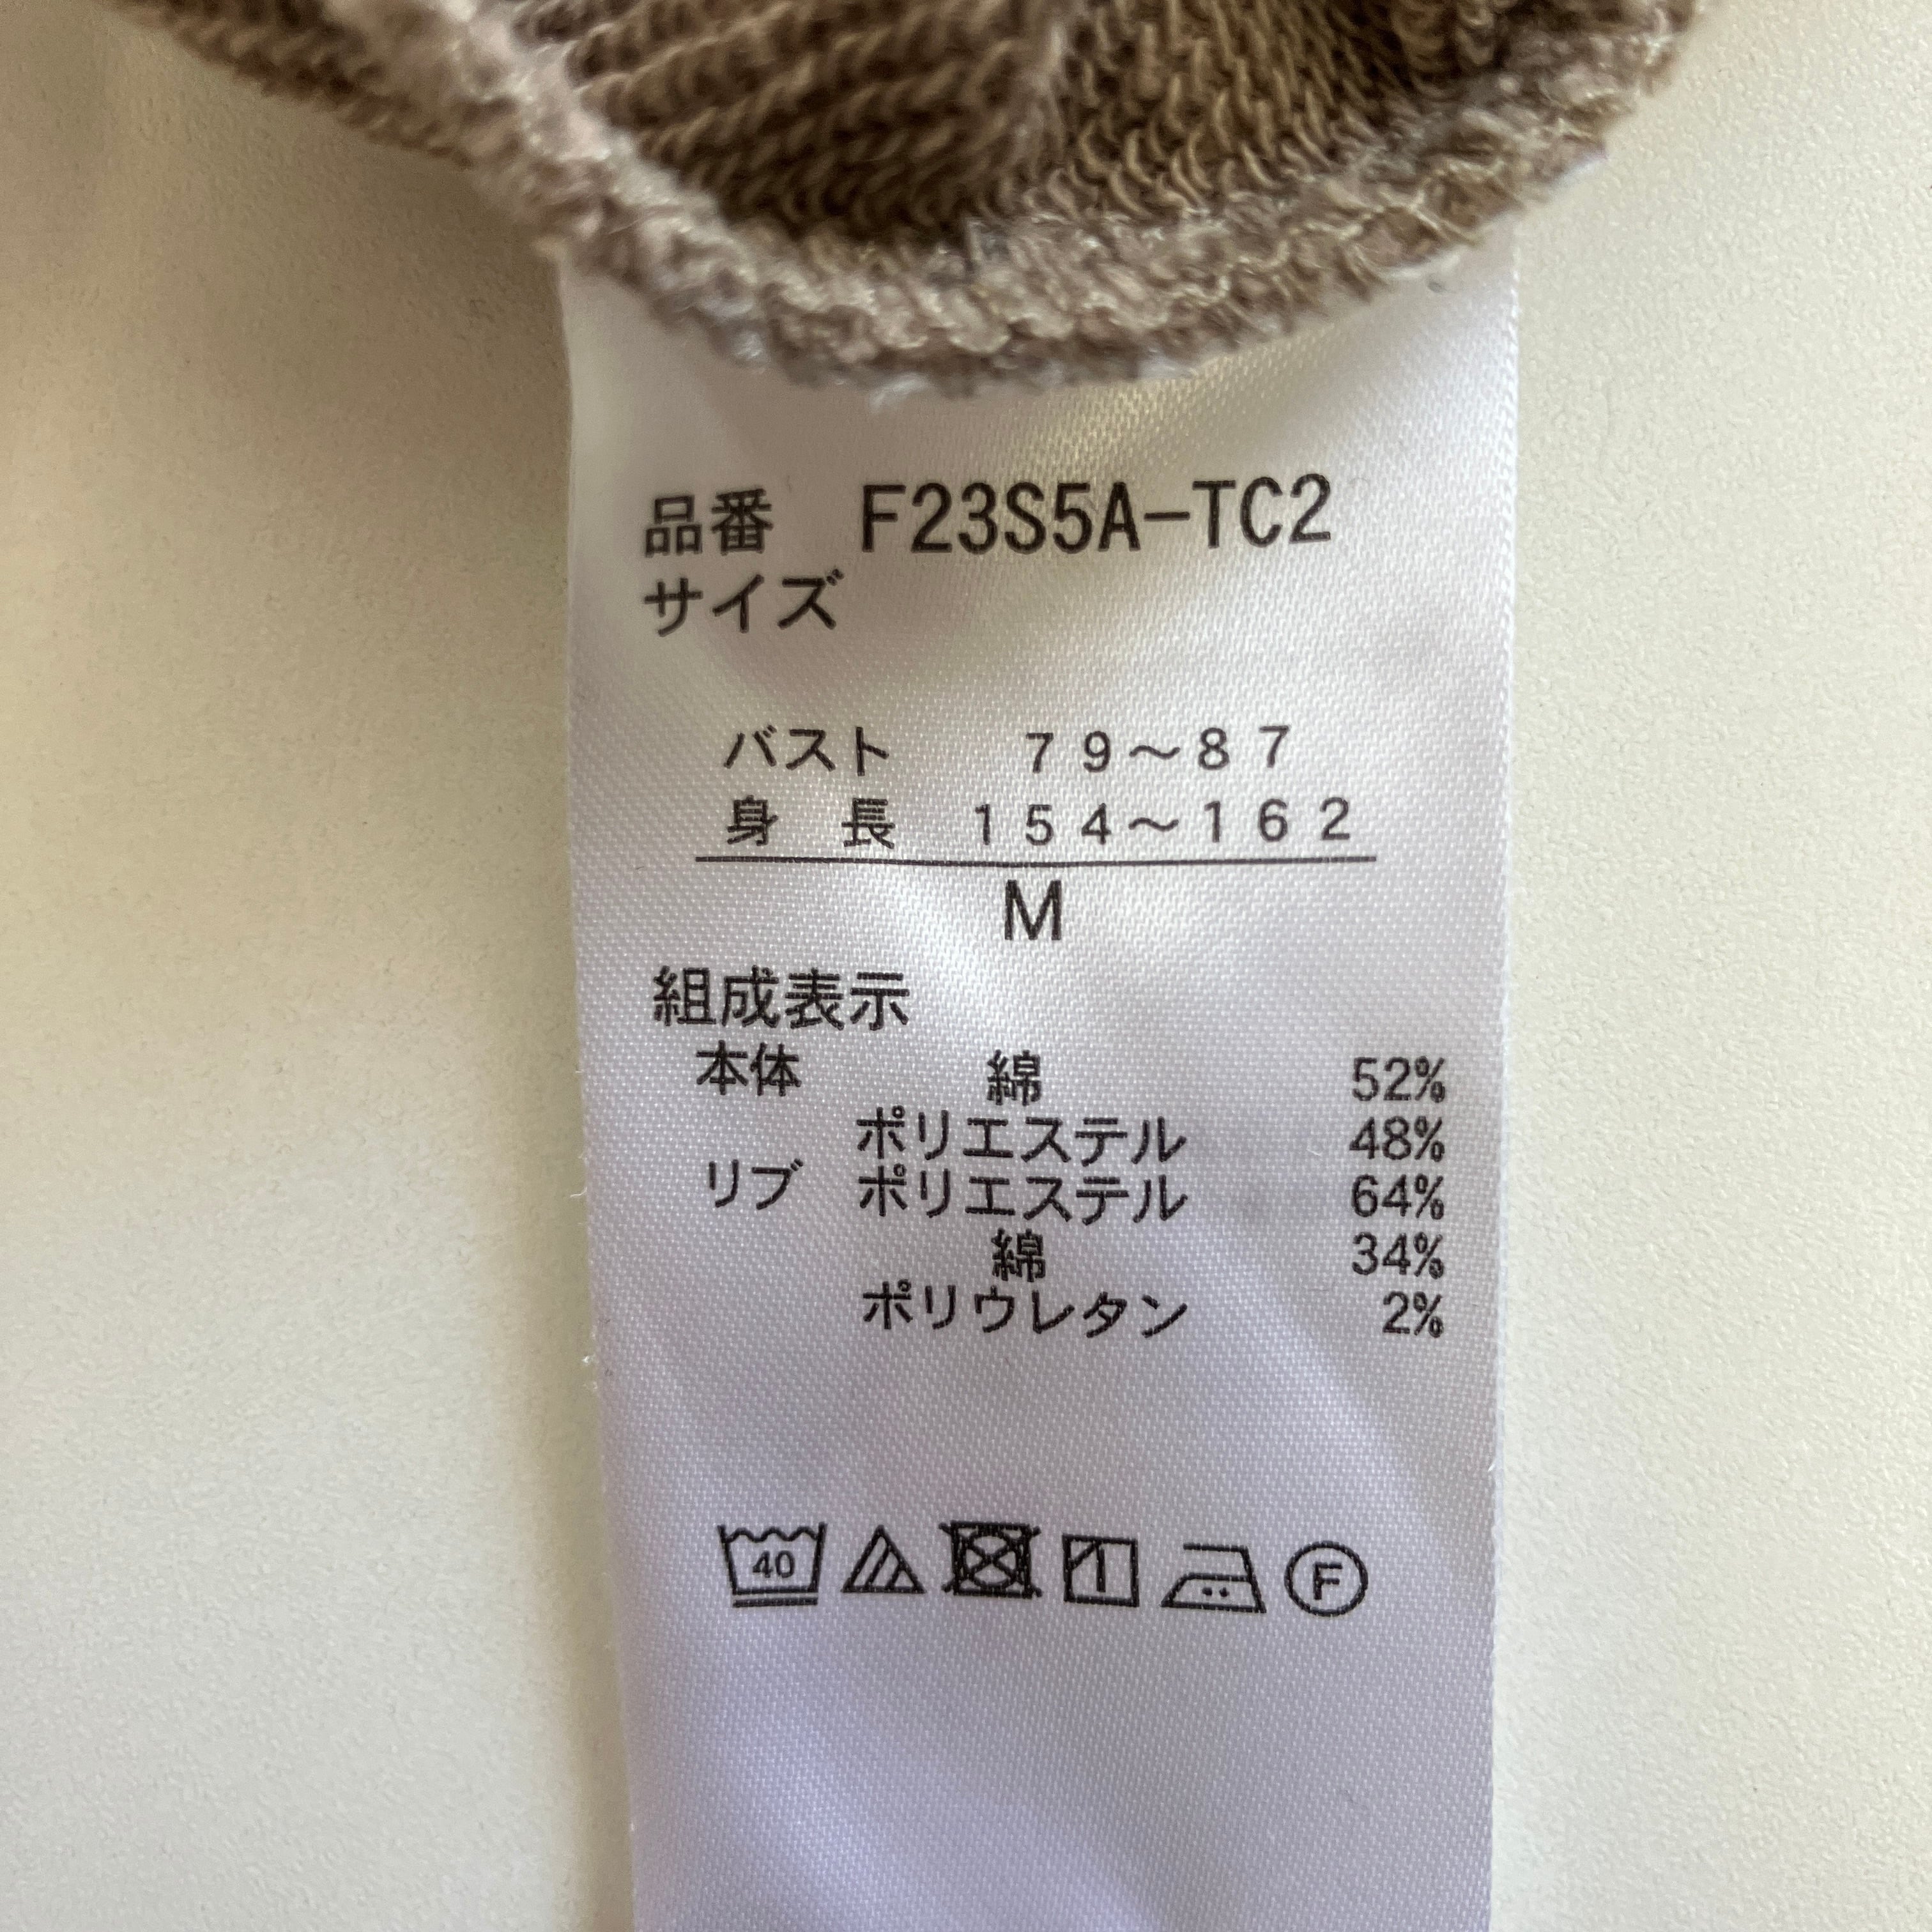 品番 F23S5A-TC2
サイズ
バスト 79～87
身長 154～162
M
組成表示
本体 綿 52%
ポリエステル 48%
リブ ポリエステル 64%
綿 34%
ポリウレタン 2%
40 F